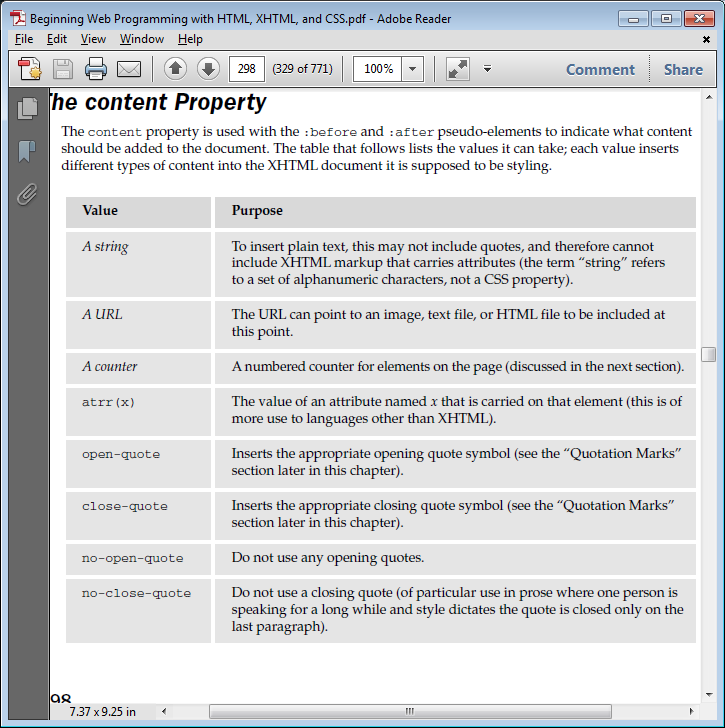 Beginning Web Programming with HTML, XHTML, and CSS.pdf - Adobe Reader
File Edit View Window Help
298 (329 of 771) 100% Comment Share
The content Property
The content property is used with the :before and :after pseudo-elements to indicate what content
should be added to the document. The table that follows lists the values it can take; each value inserts
different types of content into the XHTML document it is supposed to be styling.
Value Purpose
A string To insert plain text, this may not include quotes, and therefore cannot
include XHTML markup that carries attributes (the term “string” refers
to a set of alphanumeric characters, not a CSS property).
A URL The URL can point to an image, text file, or HTML file to be included at
this point.
A counter A numbered counter for elements on the page (discussed in the next section).
atrr(x) The value of an attribute named x that is carried on that element (this is of
more use to languages other than XHTML).
open-quote Inserts the appropriate opening quote symbol (see the “Quotation Marks”
section later in this chapter).
close-quote Inserts the appropriate closing quote symbol (see the “Quotation Marks”
section later in this chapter).
no-open-quote Do not use any opening quotes.
no-close-quote Do not use a closing quote (of particular use in prose where one person is
speaking for a long while and style dictates the quote is closed only on the
last paragraph).
98
7.37 x 9.25 in